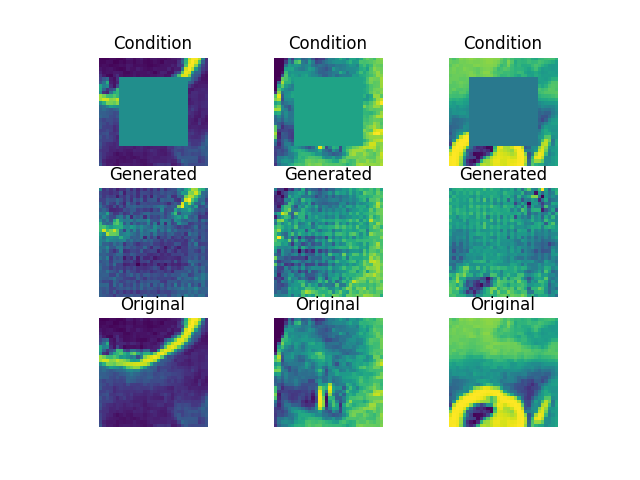 Condition Condition Condition
Generated Generated Generated
Original Original Original